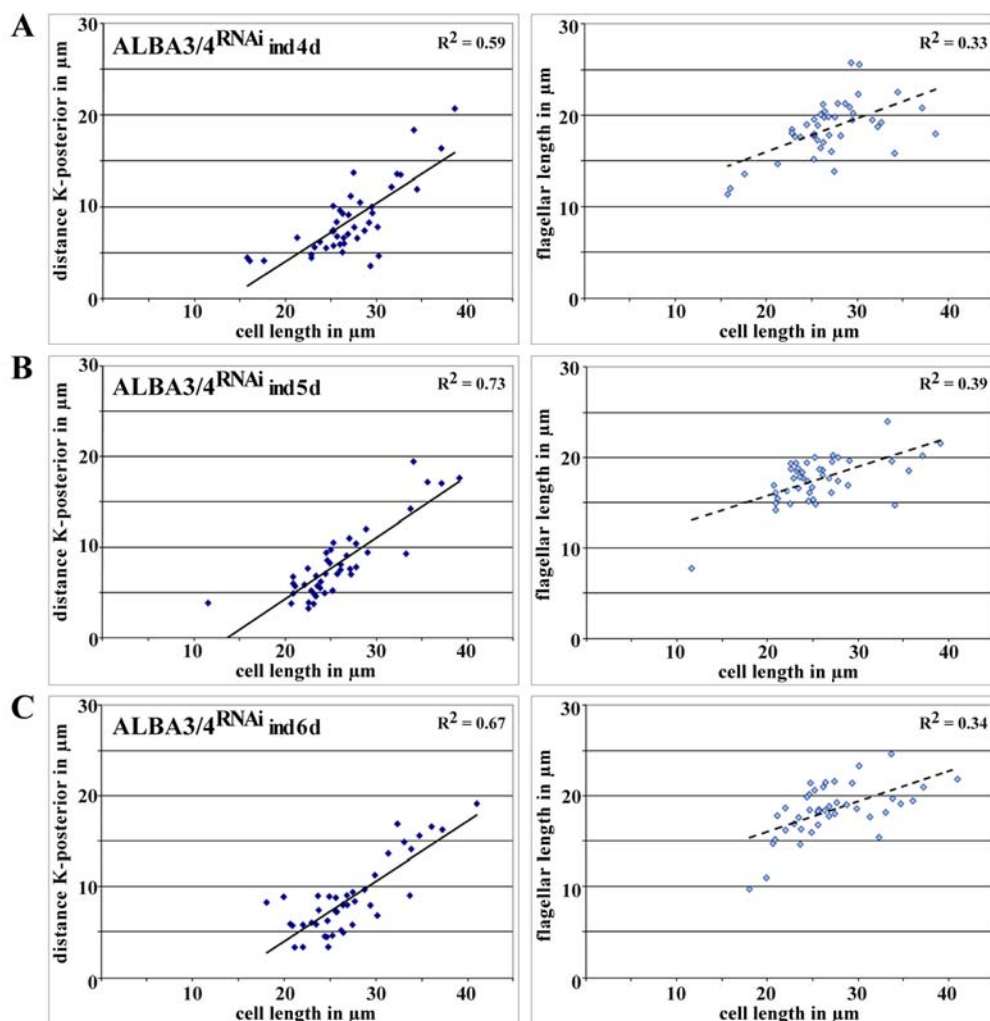 A
ALBA3/4RNAi ind4d
R2 = 0.59
distance K-posterior in µm
30
20
10
0
10
20
30
40
cell length in µm
R2 = 0.33
flagellar length in µm
30
20
10
0
10
20
30
40
cell length in µm
B
ALBA3/4RNAi ind5d
R2 = 0.73
distance K-posterior in µm
30
20
10
0
10
20
30
40
cell length in µm
R2 = 0.39
flagellar length in µm
30
20
10
0
10
20
30
40
cell length in µm
C
ALBA3/4RNAi ind6d
R2 = 0.67
distance K-posterior in µm
30
20
10
0
10
20
30
40
cell length in µm
R2 = 0.34
flagellar length in µm
30
20
10
0
10
20
30
40
cell length in µm